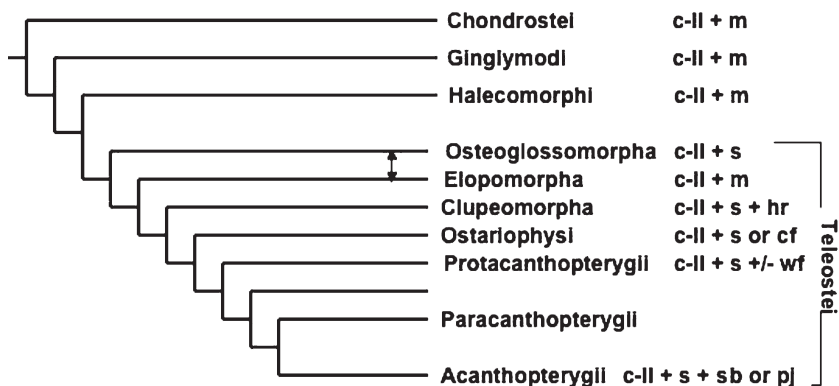 Chondrostei c-II + m
Ginglymodi c-II + m
Halecomorphi c-II + m
Osteoglossomorpha c-II + s
Elopomorpha c-II + m
Clupeomorpha c-II + s + hr
Ostariophysi c-II + s or cf
Protacanthopterygii c-II + s +/- wf
Paracanthopterygii
Acanthopterygii c-II + s + sb or pj
Teleostei